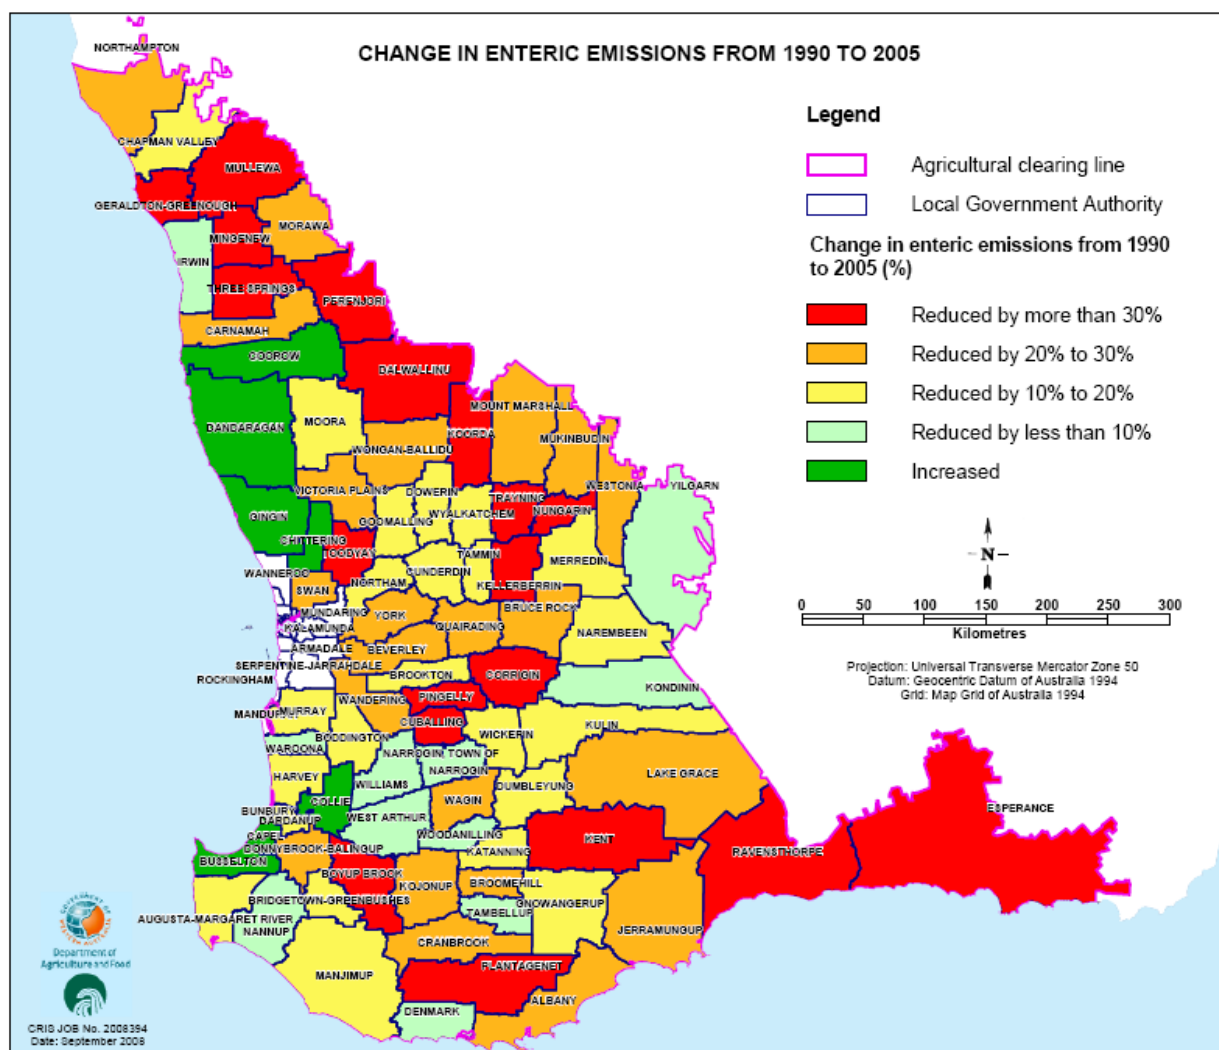 NORTHAMPTON
CHANGE IN ENTERIC EMISSIONS FROM 1990 TO 2005
Legend
Agricultural clearing line
Local Government Authority
Change in enteric emissions from 1990
to 2005 (%)
Reduced by more than 30%
Reduced by 20% to 30%
Reduced by 10% to 20%
Reduced by less than 10%
Increased
CHAPMAN VALLEY
MULLEWA
GERALDTON-GREENOUGH
MORAWA
MINGENEW
IRWIN
THREE SPRINGS
PERENJORI
CARNAMAH
COOROW
DALWALLINU
MOUNT MARSHALL
MOORA
DANDARAGAN
KOORDA
MUKINBUDIN
WONGAN-BALLIDU
WESTONIA
YILGARN
VICTORIA PLAINS
DOWERIN
TRAYNING
NUNGARIN
GINGIN
GOOMALLING
WYALKATCHEM
CHITTERING
TOODYAY
TAMMIN
MERREDIN
WANNEROO
CUNDERDIN
NORTHAM
KELLERBERRIN
SWAN
BRUCE ROCK
MUNDARING
YORK
KALAMUNDA
QUAIRADING
NAREMBEEN
ARMADALE
BEVERLEY
SERPENTINE-JARRAHDALE
ROCKINGHAM
BROOKTON
CORRIGIN
KONDININ
PINGELLY
WANDERING
MANDURAH
MURRAY
CUBALLING
KULIN
BODDINGTON
WICKEPIN
WAROONA
NARROGIN, TOWN OF
NARROGIN
HARVEY
WILLIAMS
DUMBLEYUNG
LAKE GRACE
COLLIE
WAGIN
BUNBURY
DARDANUP
WEST ARTHUR
CAPEL
WOODANILLING
KENT
DONNYBROOK-BALINGUP
KATANNING
BUSSELTON
BOYUP BROOK
KOJONUP
BROOMEHILL
RAVENSTHORPE
ESPERANCE
BRIDGETOWN-GREENBUSHES
GNOWANGERUP
AUGUSTA-MARGARET RIVER
TAMBELLUP
NANNUP
JERRAMUNGUP
CRANBROOK
MANJIMUP
PLANTAGENET
ALBANY
DENMARK
N
0 50 100 150 200 250 300
Kilometres
Projection: Universal Transverse Mercator Zone 50
Datum: Geocentric Datum of Australia 1994
Grid: Map Grid of Australia 1994
GOVERNMENT OF
WESTERN AUSTRALIA
Department of
Agriculture and Food
CRIS JOB No. 2008394
Date: September 2008